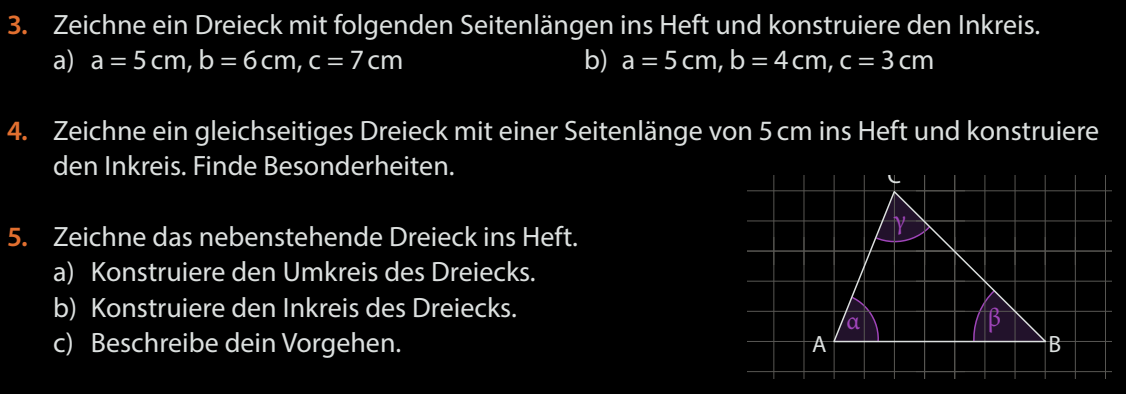 3. Zeichne ein Dreieck mit folgenden Seitenlängen ins Heft und konstruiere den Inkreis.
a) a = 5 cm, b = 6 cm, c = 7 cm b) a = 5 cm, b = 4 cm, c = 3 cm
4. Zeichne ein gleichseitiges Dreieck mit einer Seitenlänge von 5 cm ins Heft und konstruiere
den Inkreis. Finde Besonderheiten.
5. Zeichne das nebenstehende Dreieck ins Heft.
a) Konstruiere den Umkreis des Dreiecks.
b) Konstruiere den Inkreis des Dreiecks.
c) Beschreibe dein Vorgehen.
C
γ
α
β
A
B